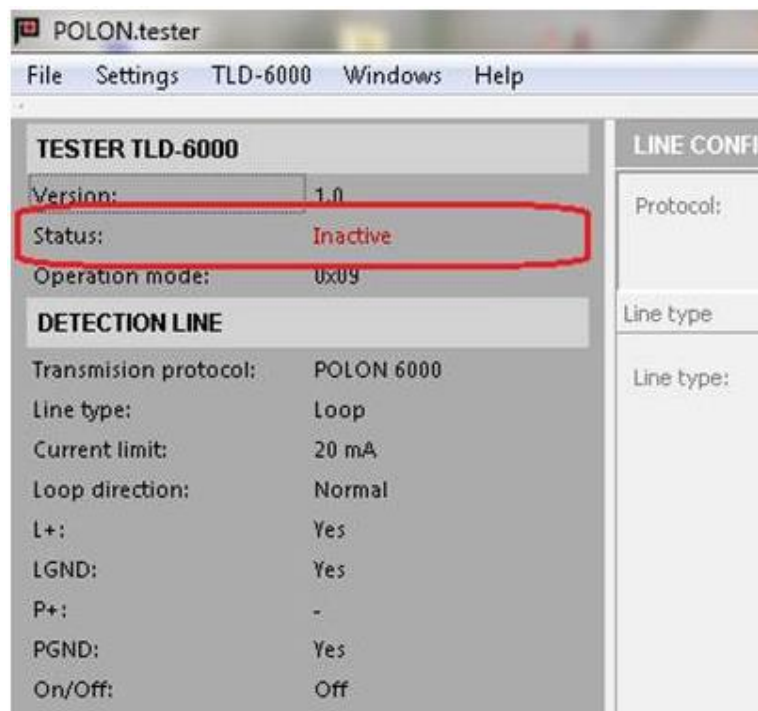 POLON.tester
File Settings TLD-6000 Windows Help
TESTER TLD-6000
Version: 1.0
Status: Inactive
Operation mode: 0x09
DETECTION LINE
Transmision protocol: POLON 6000
Line type: Loop
Current limit: 20 mA
Loop direction: Normal
L+: Yes
LGND: Yes
P+: -
PGND: Yes
On/Off: Off
LINE CONFI
Protocol:
Line type
Line type: